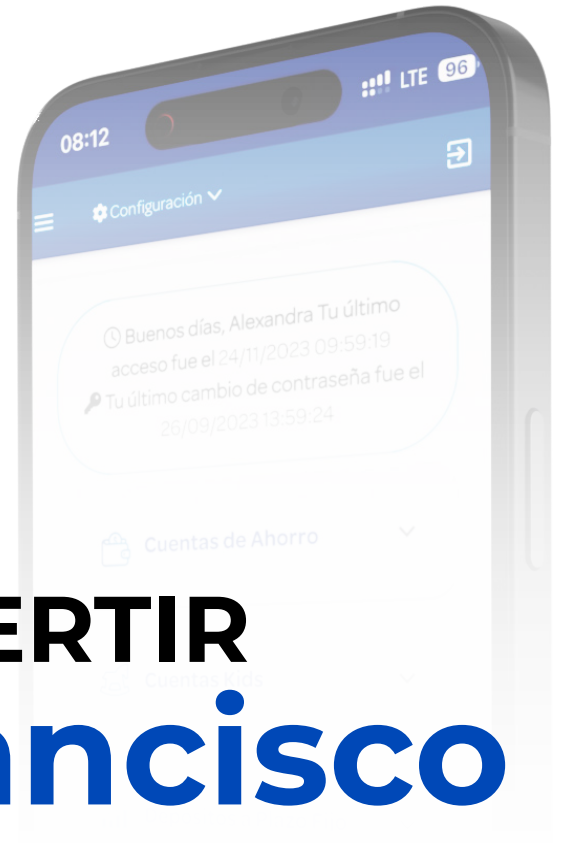 08:12 LTE 96
Configuración
Buenos días, Alexandra Tu último
acceso fue el 24/11/2023 09:59:19
Tu último cambio de contraseña fue el
26/09/2023 13:59:24
Cuentas de Ahorro
ERTIR
Cuentas Kids
ncisco